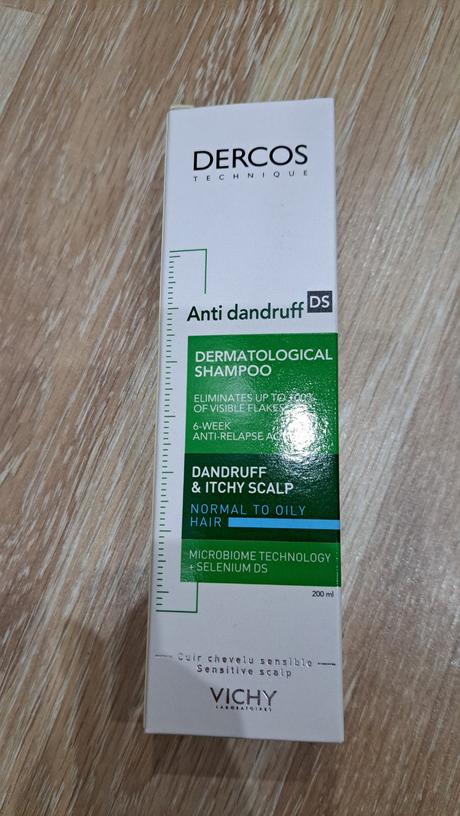 DERCOS
TECHNIQUE
Anti dandruff DS
DERMATOLOGICAL
SHAMPOO
ELIMINATES UP TO 100%
OF VISIBLE FLAKES
6-WEEK
ANTI-RELAPSE
DANDRUFF
& ITCHY SCALP
NORMAL TO OILY
HAIR
MICROBIOME TECHNOLOGY
+ SELENIUM DS
200 ml
Cuir chevelu sensible
Sensitive scalp
VICHY
LABORATOIRES